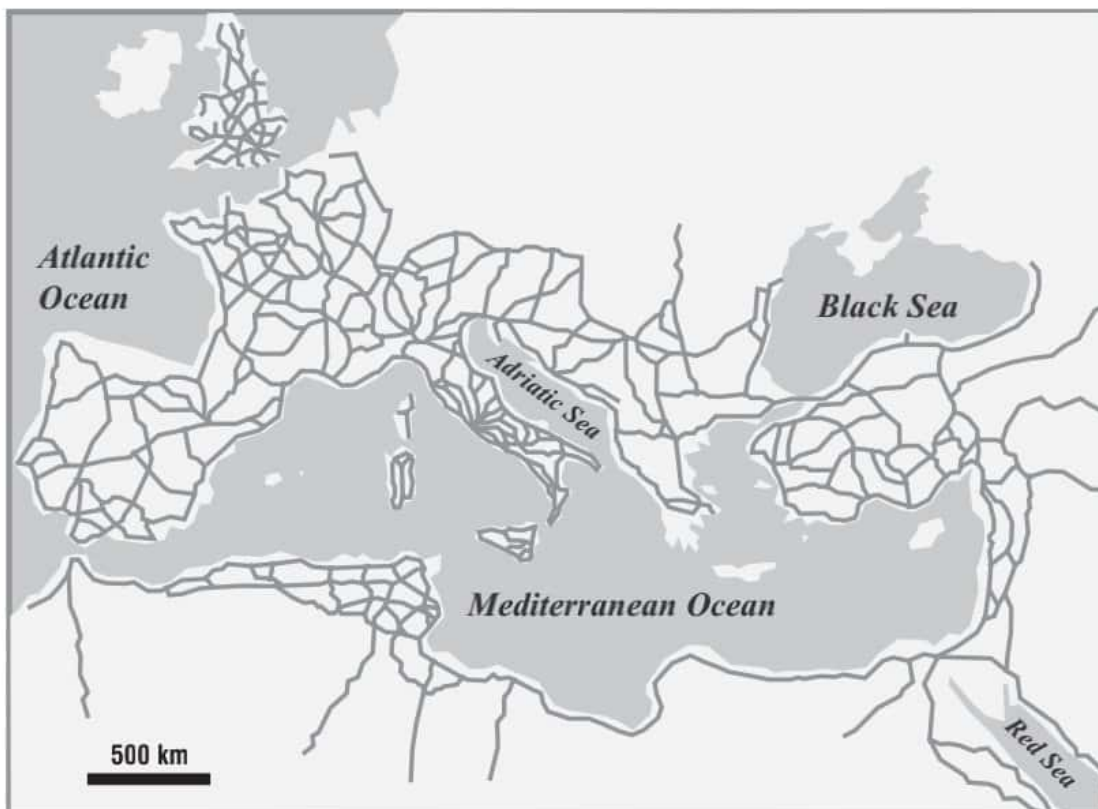 Atlantic
Ocean
Black Sea
Adriatic Sea
Mediterranean Ocean
Red Sea
500 km